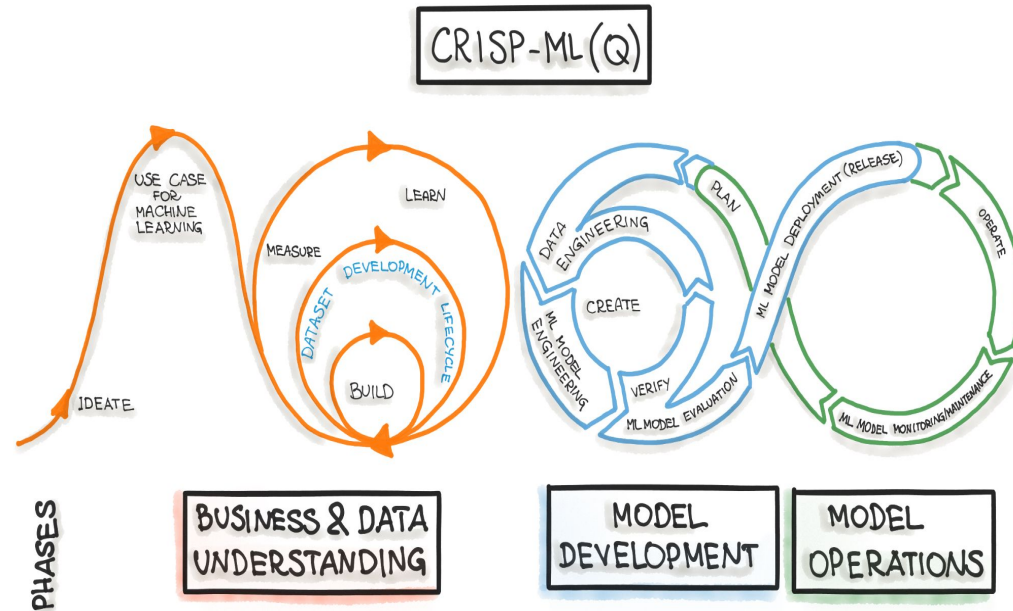 CRISP-ML(Q)
IDEATE
USE CASE
FOR
MACHINE
LEARNING
MEASURE
LEARN
DATASET DEVELOPMENT LIFECYCLE
BUILD
DATA
ENGINEERING
ML MODEL
ENGINEERING
CREATE
VERIFY
ML MODEL EVALUATION
PLAN
ML MODEL DEPLOYMENT (RELEASE)
OPERATE
ML MODEL MONITORING/MAINTENANCE
PHASES
BUSINESS & DATA
UNDERSTANDING
MODEL
DEVELOPMENT
MODEL
OPERATIONS